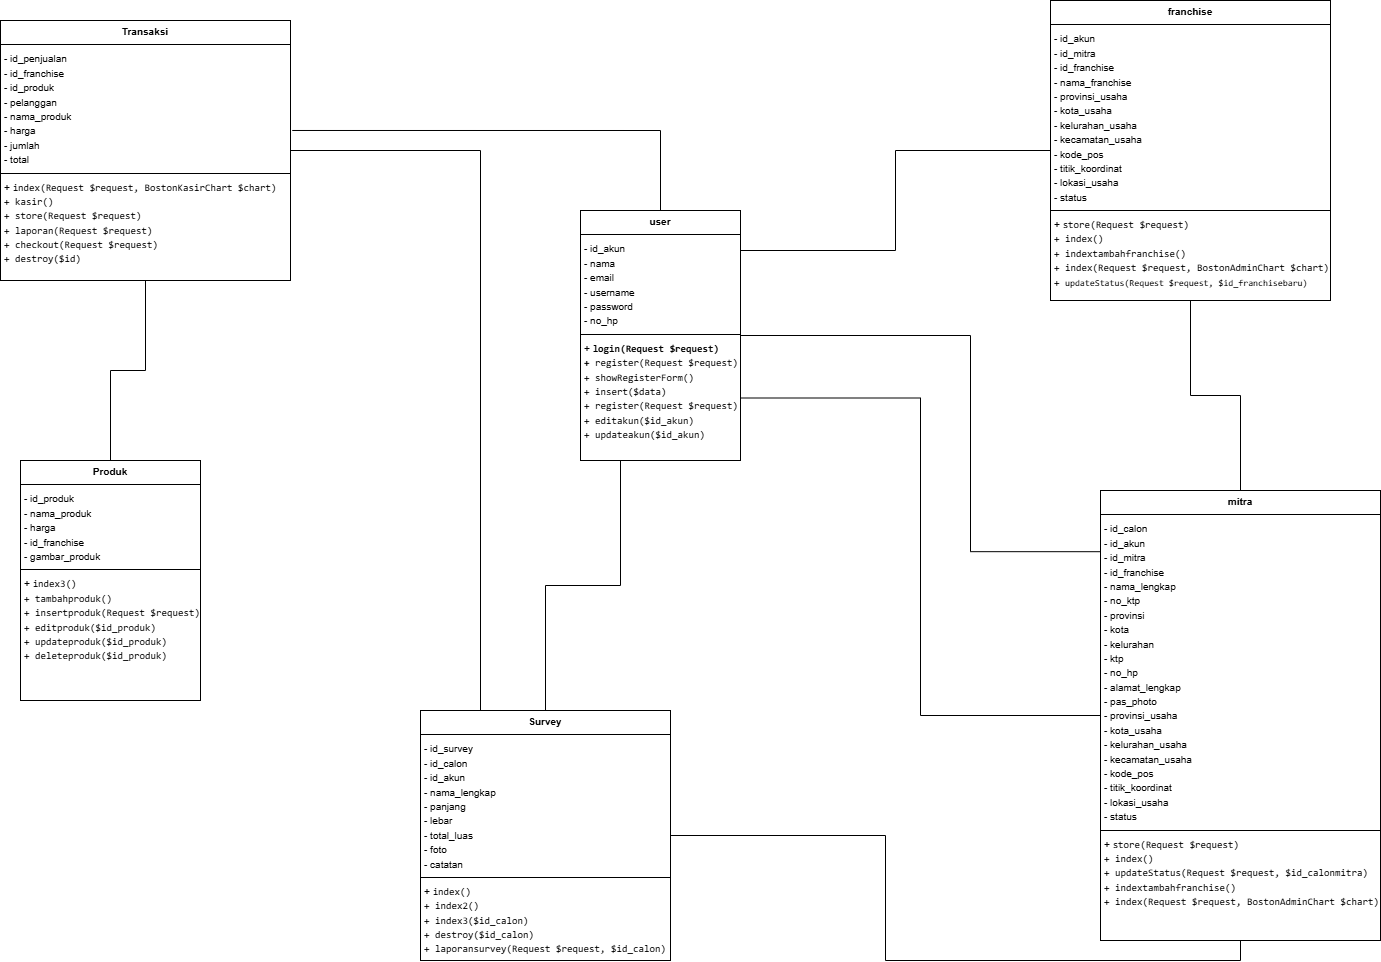 Transaksi
- id_penjualan
- id_franchise
- id_produk
- pelanggan
- nama_produk
- harga
- jumlah
- total
+ index(Request $request, BostonKasirChart $chart)
+ kasir()
+ store(Request $request)
+ laporan(Request $request)
+ checkout(Request $request)
+ destroy($id)
franchise
- id_akun
- id_mitra
- id_franchise
- nama_franchise
- provinsi_usaha
- kota_usaha
- kelurahan_usaha
- kecamatan_usaha
- kode_pos
- titik_koordinat
- lokasi_usaha
- status
+ store(Request $request)
+ index()
+ indextambahfranchise()
+ index(Request $request, BostonAdminChart $chart)
+ updateStatus(Request $request, $id_franchisebaru)
user
- id_akun
- nama
- email
- username
- password
- no_hp
+ login(Request $request)
+ register(Request $request)
+ showRegisterForm()
+ insert($data)
+ register(Request $request)
+ editakun($id_akun)
+ updateakun($id_akun)
Produk
- id_produk
- nama_produk
- harga
- id_franchise
- gambar_produk
+ index3()
+ tambahproduk()
+ insertproduk(Request $request)
+ editproduk($id_produk)
+ updateproduk($id_produk)
+ deleteproduk($id_produk)
mitra
- id_calon
- id_akun
- id_mitra
- id_franchise
- nama_lengkap
- no_ktp
- provinsi
- kota
- kelurahan
- ktp
- no_hp
- alamat_lengkap
- pas_photo
- provinsi_usaha
- kota_usaha
- kelurahan_usaha
- kecamatan_usaha
- kode_pos
- titik_koordinat
- lokasi_usaha
- status
+ store(Request $request)
+ index()
+ updateStatus(Request $request, $id_calonmitra)
+ indextambahfranchise()
+ index(Request $request, BostonAdminChart $chart)
Survey
- id_survey
- id_calon
- id_akun
- nama_lengkap
- panjang
- lebar
- total_luas
- foto
- catatan
+ index()
+ index2()
+ index3($id_calon)
+ destroy($id_calon)
+ laporansurvey(Request $request, $id_calon)